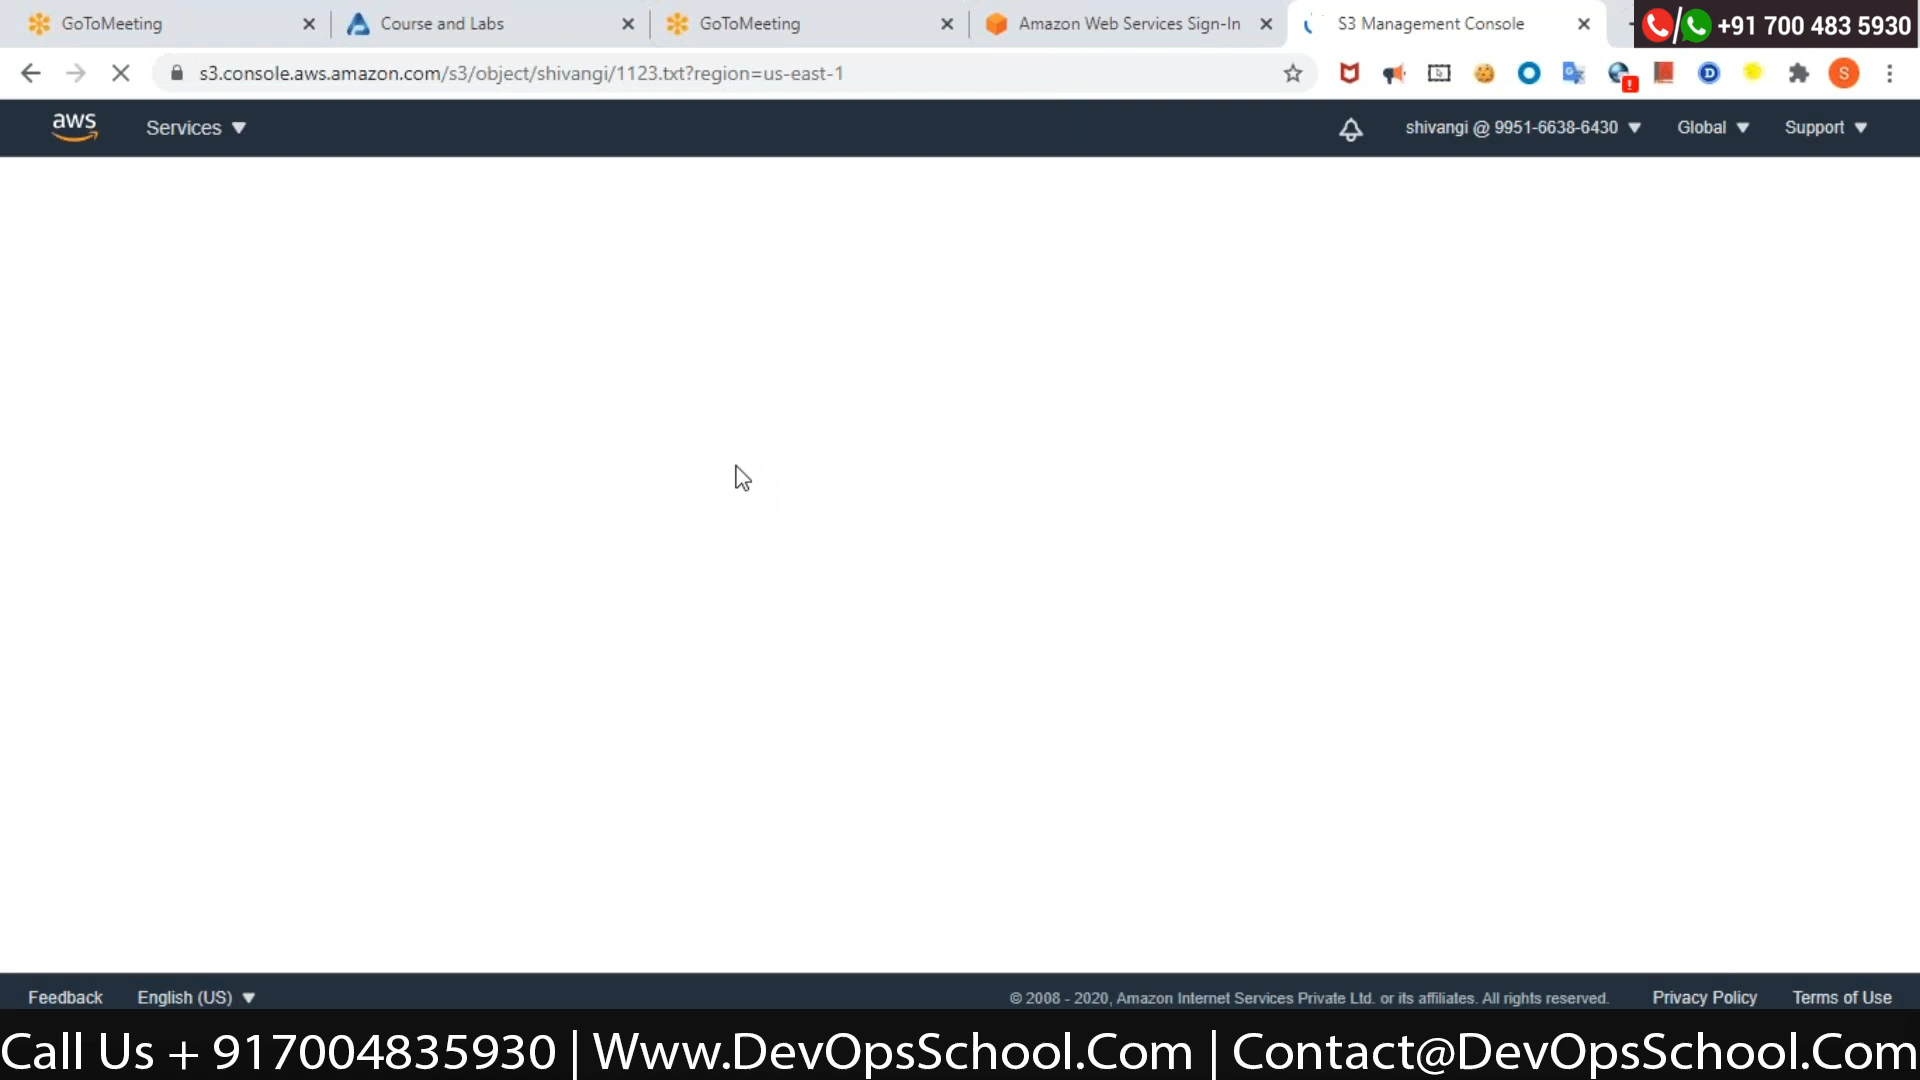 GoToMeeting
Course and Labs
GoToMeeting
Amazon Web Services Sign-In
S3 Management Console
+91 700 483 5930
s3.console.aws.amazon.com/s3/object/shivangi/1123.txt?region=us-east-1
S
aws
Services
shivangi @ 9951-6638-6430
Global
Support
Feedback
English (US)
© 2008 - 2020, Amazon Internet Services Private Ltd. or its affiliates. All rights reserved.
Privacy Policy
Terms of Use
Call Us + 917004835930 | Www.DevOpsSchool.Com | Contact@DevOpsSchool.Com